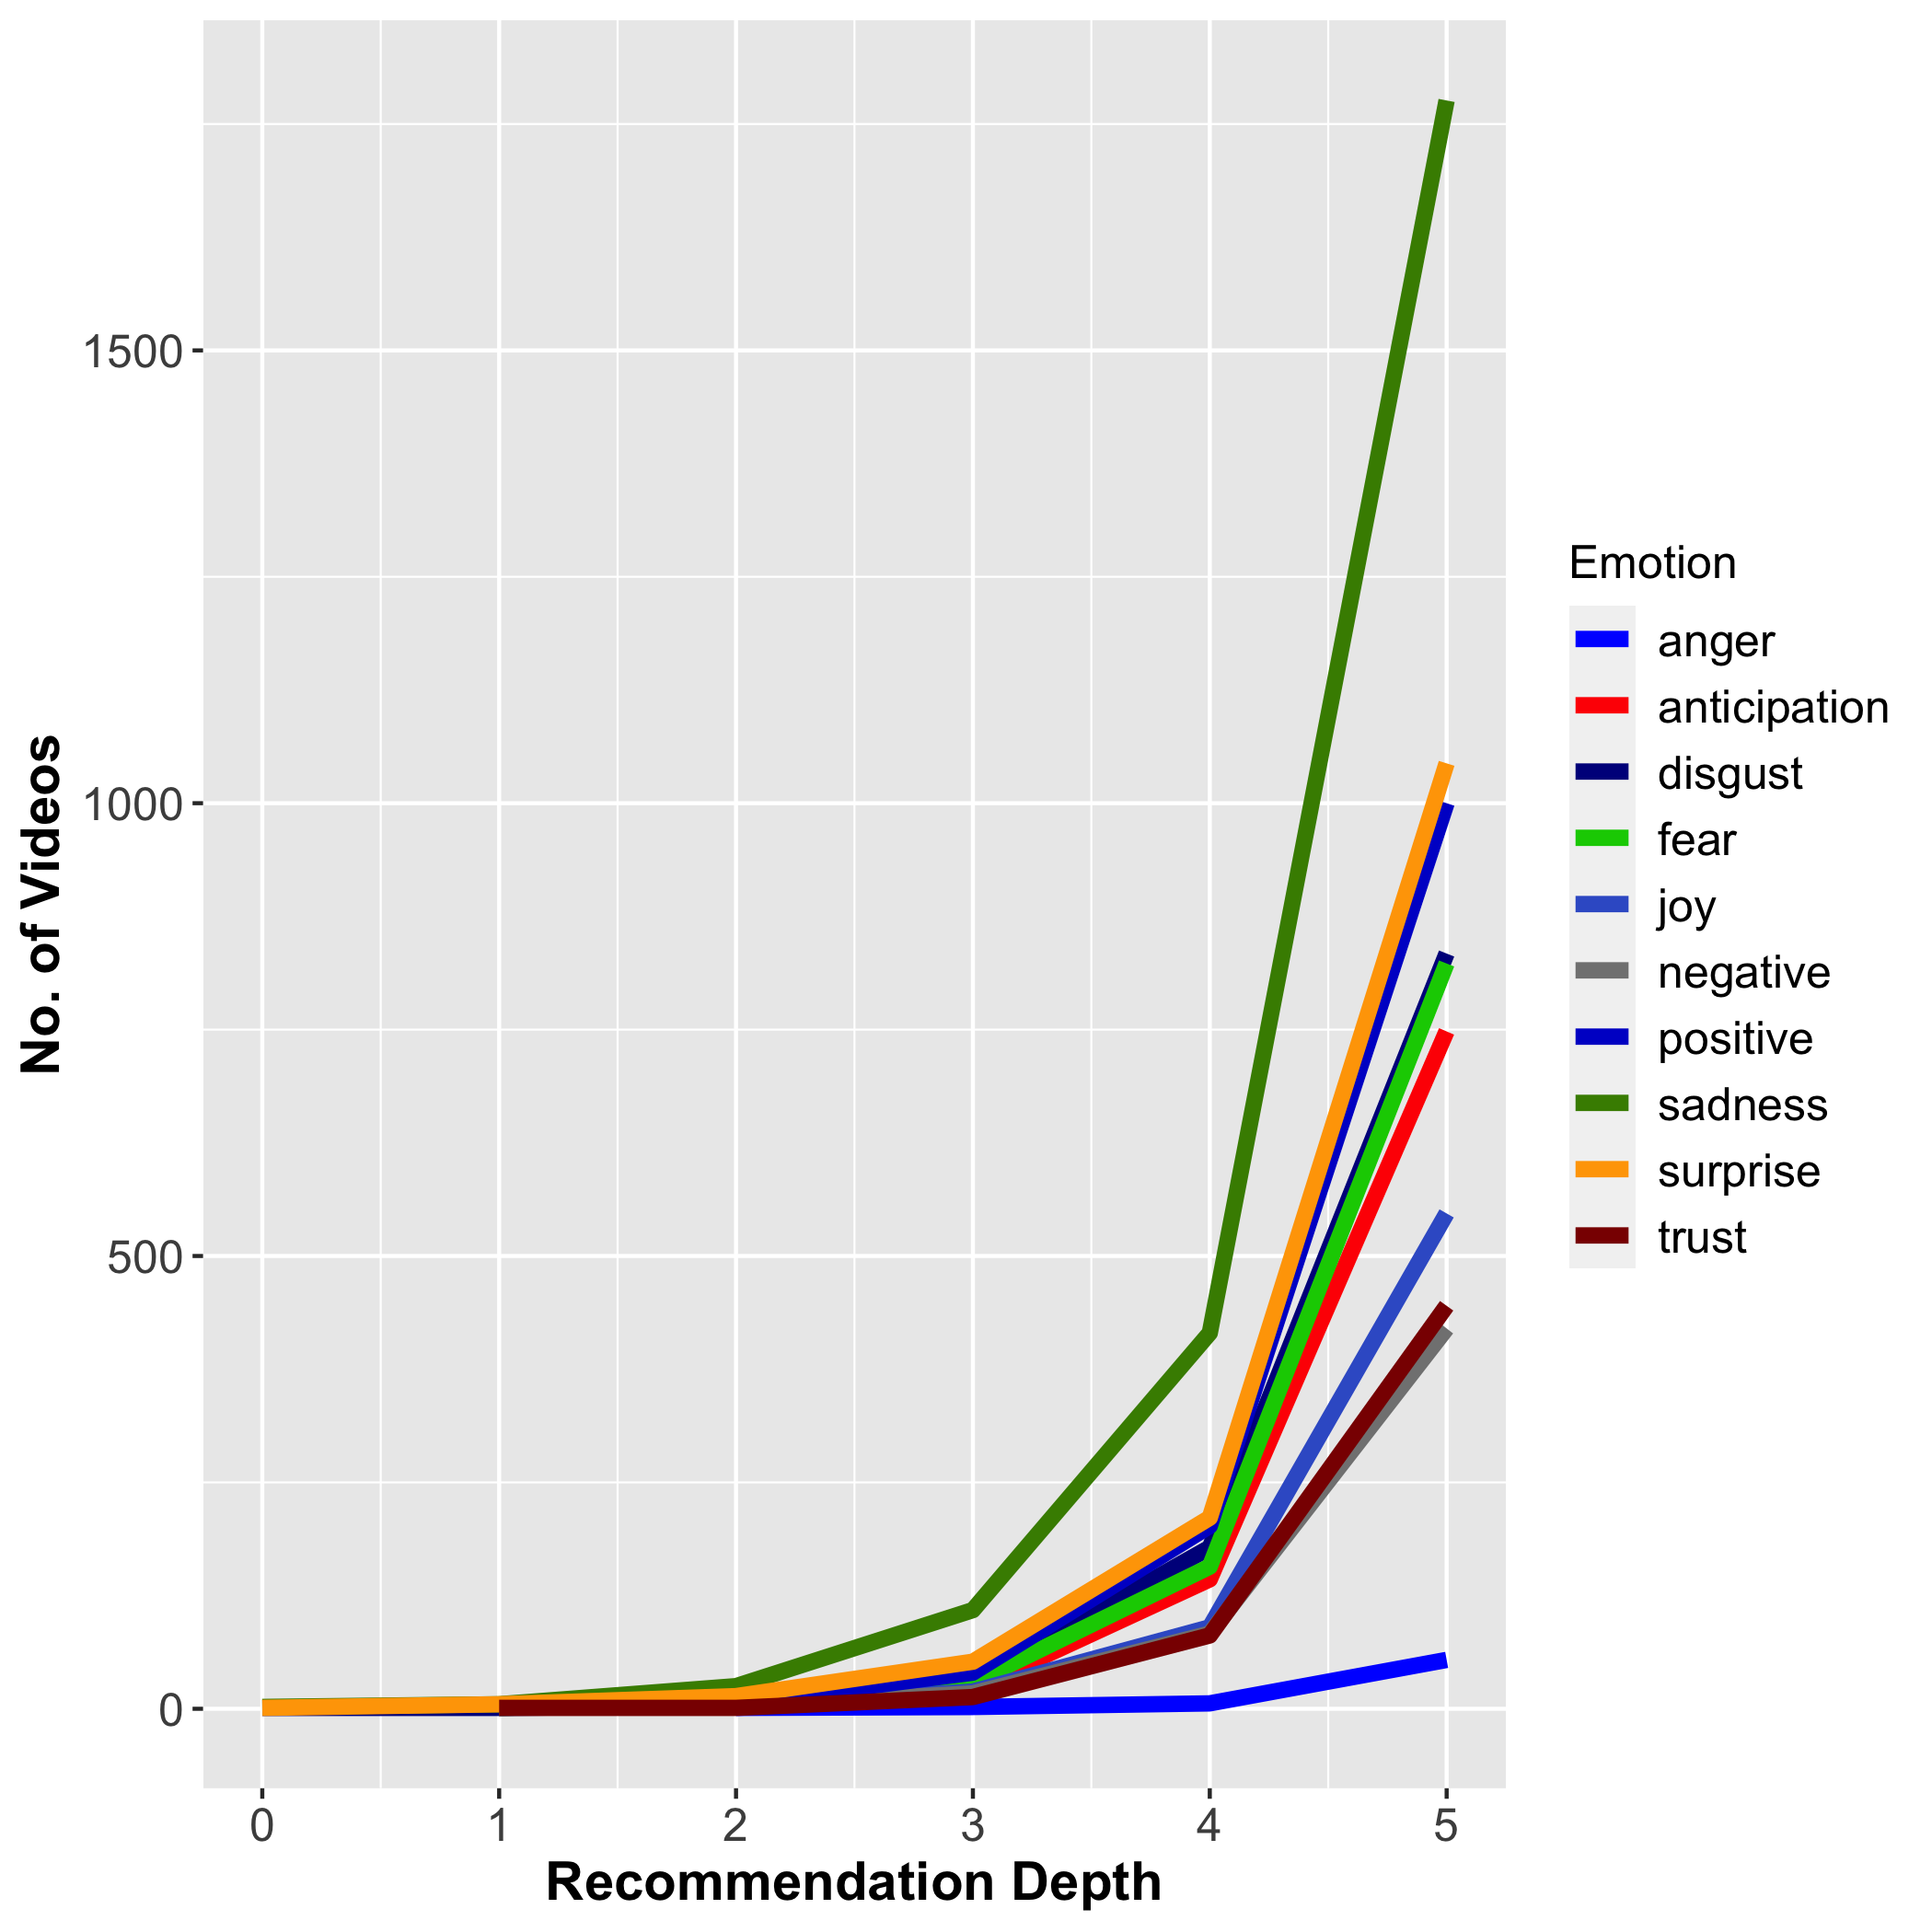 1500
1000
500
0
No. of Videos
0 1 2 3 4 5
Recommendation Depth
Emotion
anger
anticipation
disgust
fear
joy
negative
positive
sadness
surprise
trust